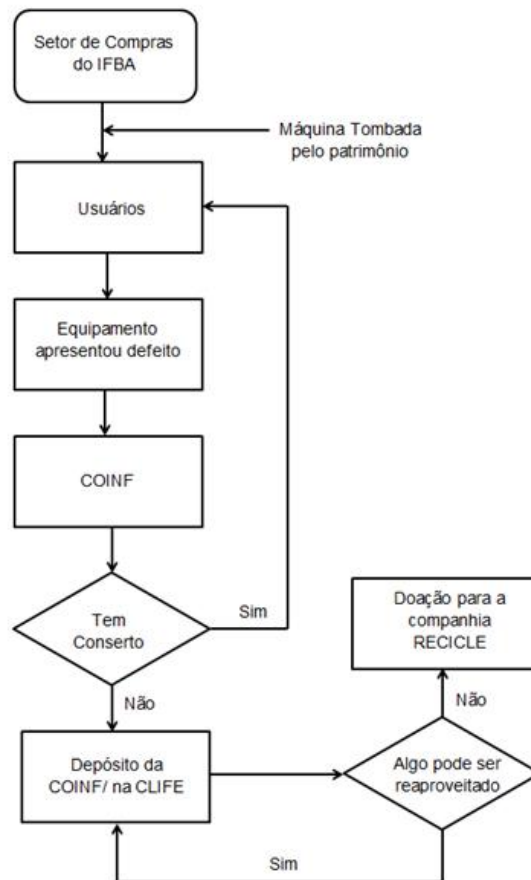 Setor de Compras
do IFBA
Máquina Tombada
pelo patrimônio
Usuários
Equipamento
apresentou defeito
COINF
Tem
Conserto
Sim
Não
Doação para a
companhia
RECICLE
Não
Depósito da
COINF/ na CLIFE
Algo pode ser
reaproveitado
Sim